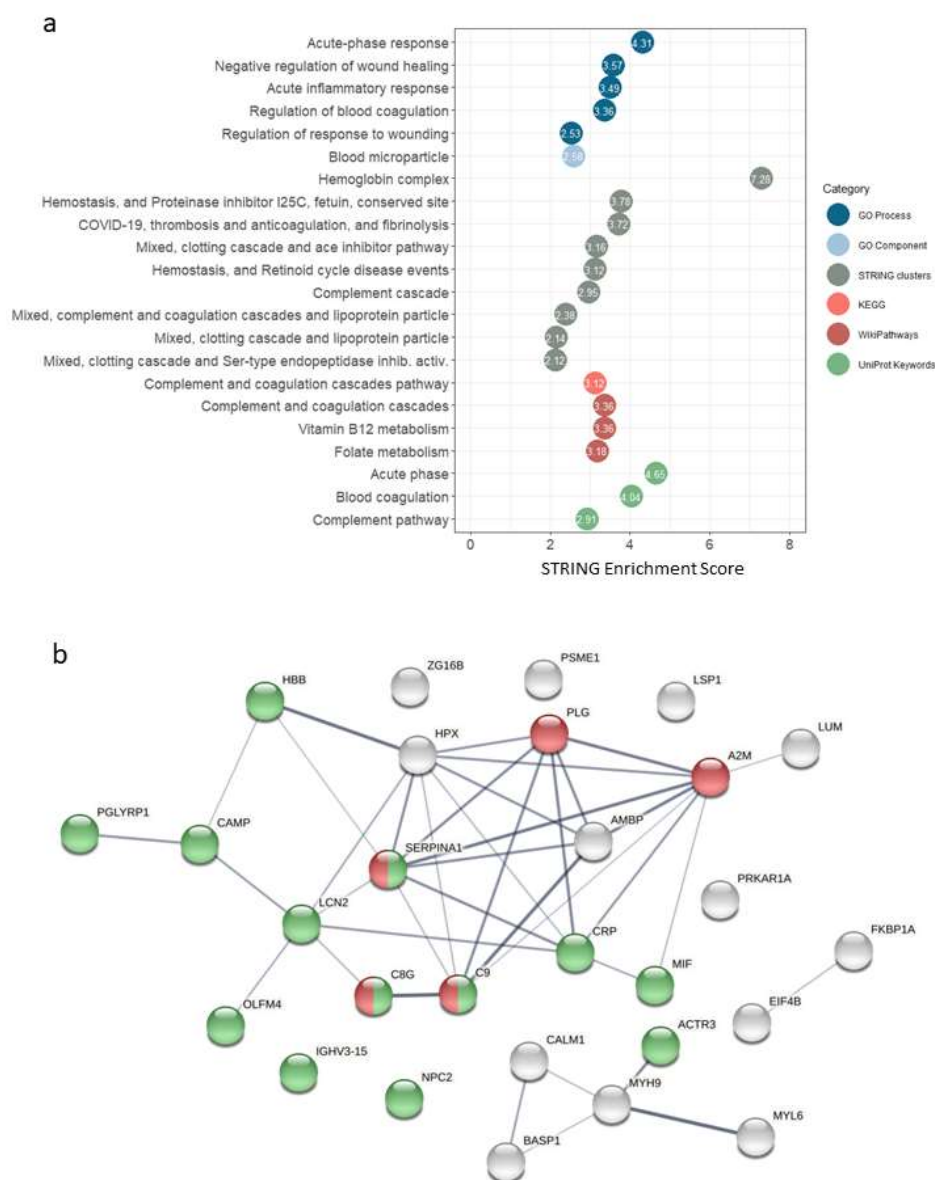 a
Acute-phase response 4.31
Negative regulation of wound healing 3.57
Acute inflammatory response 3.49
Regulation of blood coagulation 3.36
Regulation of response to wounding 2.53
Blood microparticle 2.58
Hemoglobin complex 7.28
Hemostasis, and Proteinase inhibitor I25C, fetuin, conserved site 3.78
COVID-19, thrombosis and anticoagulation, and fibrinolysis 3.72
Mixed, clotting cascade and ace inhibitor pathway 3.16
Hemostasis, and Retinoid cycle disease events 3.12
Complement cascade 2.95
Mixed, complement and coagulation cascades and lipoprotein particle 2.38
Mixed, clotting cascade and lipoprotein particle 2.14
Mixed, clotting cascade and Ser-type endopeptidase inhib. activ. 2.12
Complement and coagulation cascades pathway 3.12
Complement and coagulation cascades 3.36
Vitamin B12 metabolism 3.36
Folate metabolism 3.18
Acute phase 4.65
Blood coagulation 4.04
Complement pathway 2.91
0 2 4 6 8
STRING Enrichment Score
Category
GO Process
GO Component
STRING clusters
KEGG
WikiPathways
UniProt Keywords
b
ZG16B
PSME1
HBB
LSP1
PLG
HPX
LUM
A2M
PGLYRP1
CAMP
AMBP
SERPINA1
PRKAR1A
LCN2
CRP
FKBP1A
MIF
C8G
C9
OLFM4
EIF4B
ACTR3
IGHV3-15
CALM1
NPC2
MYH9
MYL6
BASP1